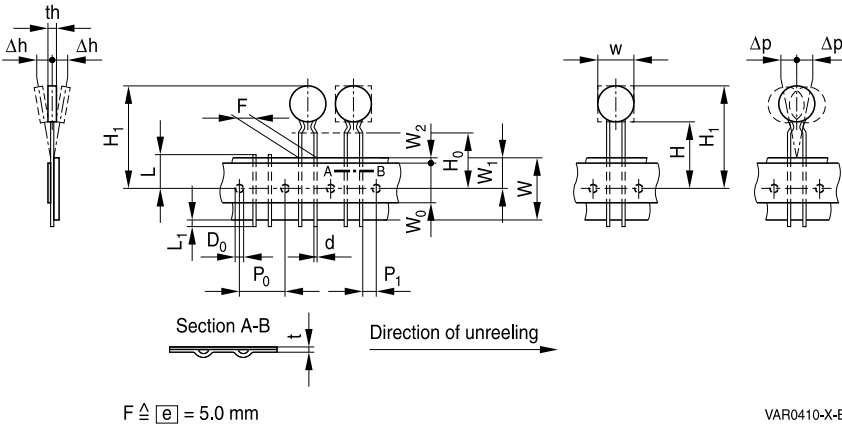 th
Δh Δh
w
Δp Δp
F
H1
L
W2
H0
W1
W
H
H1
A B
L1
D0
W0
d
P0
P1
Section A-B
t
Direction of unreeling
F ≙ e = 5.0 mm
VAR0410-X-E